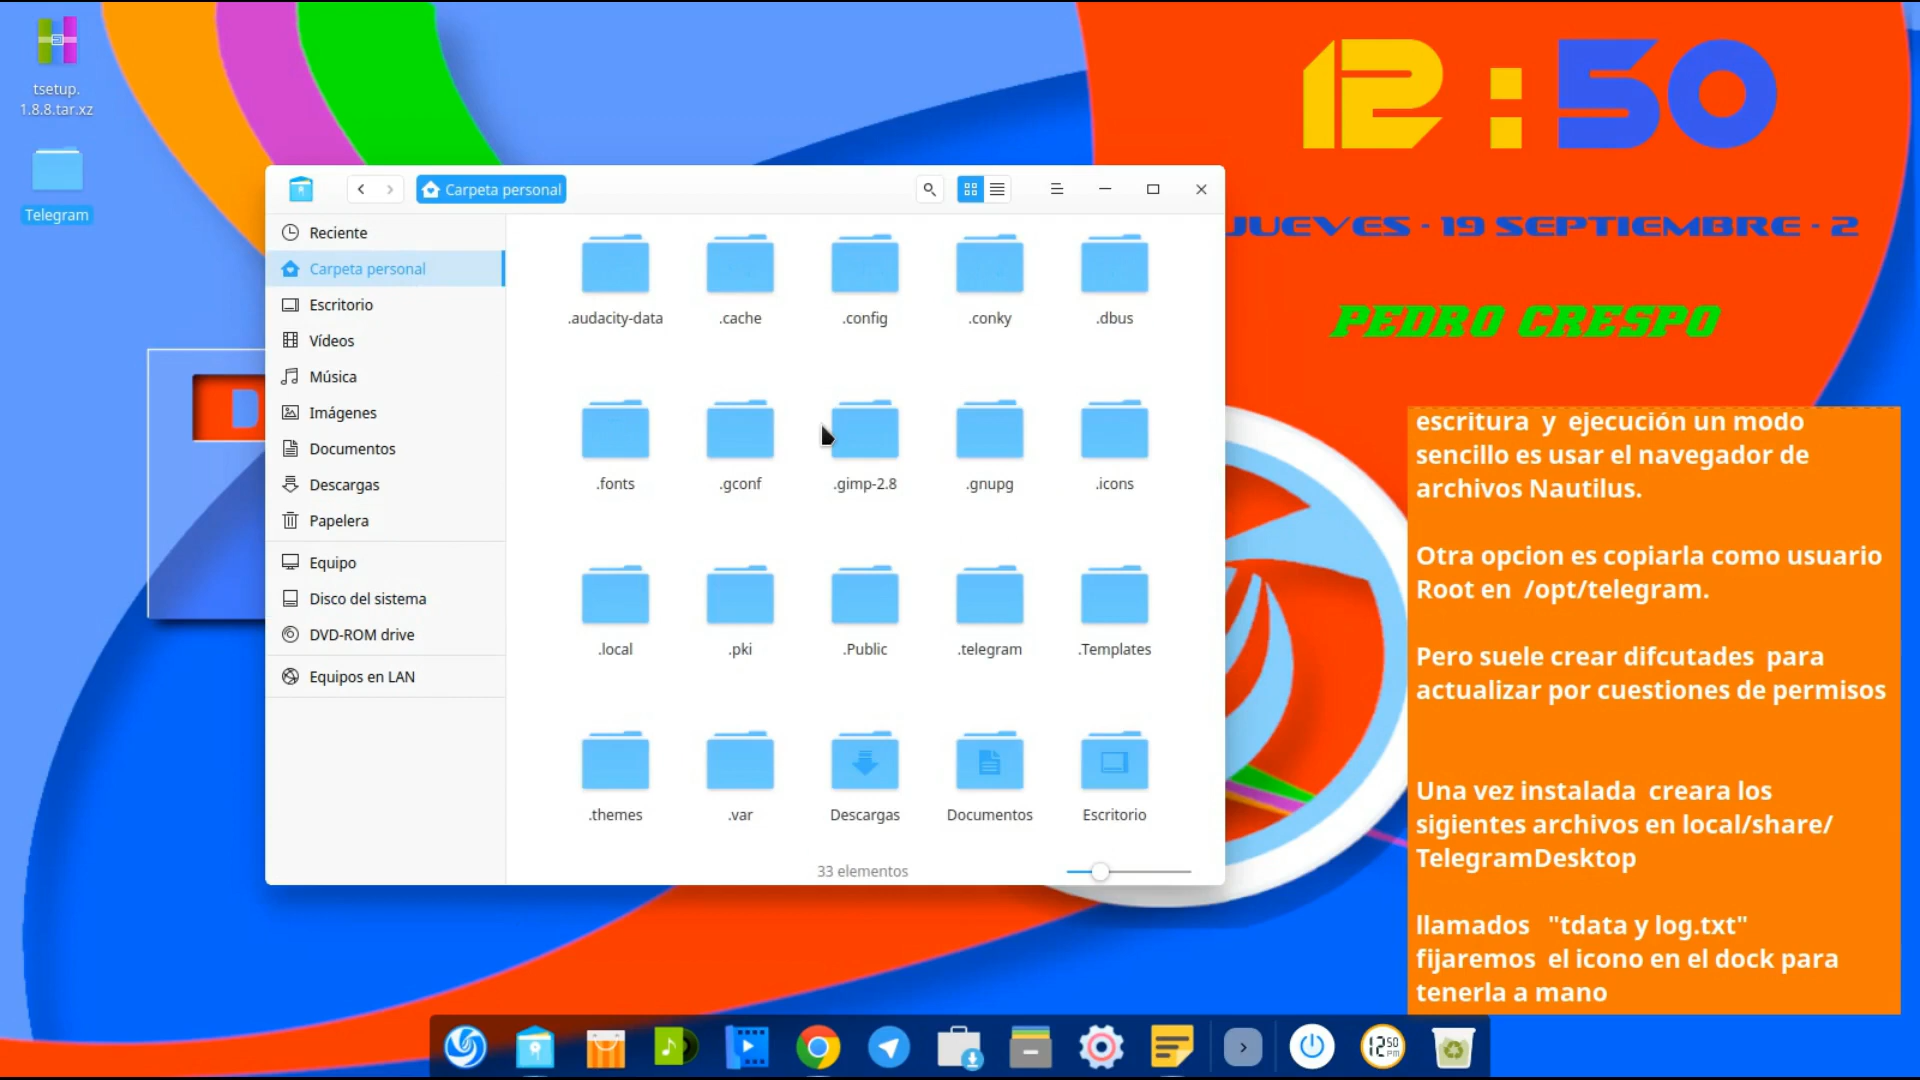 tsetup.
1.8.8.tar.xz
Telegram
12:50
JUEVES - 19 SEPTIEMBRE - 2
PEDRO CRESPO
D
Carpeta personal
Reciente
Carpeta personal
Escritorio
Vídeos
Música
Imágenes
Documentos
Descargas
Papelera
Equipo
Disco del sistema
DVD-ROM drive
Equipos en LAN
.audacity-data
.cache
.config
.conky
.dbus
.fonts
.gconf
.gimp-2.8
.gnupg
.icons
.local
.pki
.Public
.telegram
.Templates
.themes
.var
Descargas
Documentos
Escritorio
33 elementos
escritura y ejecución un modo
sencillo es usar el navegador de
archivos Nautilus.
Otra opcion es copiarla como usuario
Root en /opt/telegram.
Pero suele crear difcutades para
actualizar por cuestiones de permisos
Una vez instalada creara los
sigientes archivos en local/share/
TelegramDesktop
llamados "tdata y log.txt"
fijaremos el icono en el dock para
tenerla a mano
12:50
PM